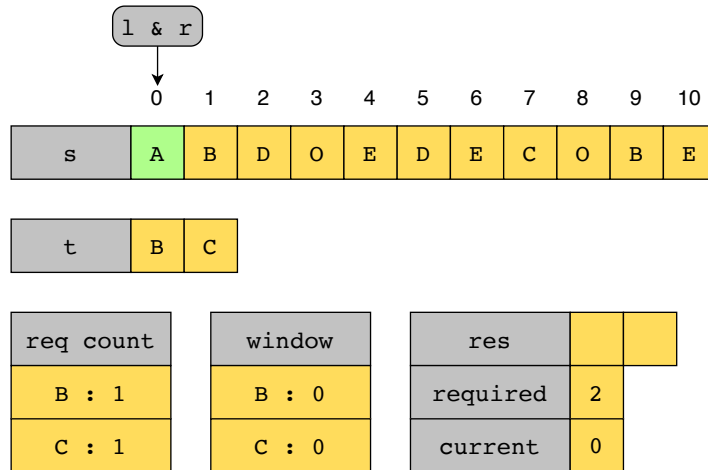 l & r
0 1 2 3 4 5 6 7 8 9 10
s A B D O E D E C O B E
t B C
req count window res
B : 1 B : 0 required 2
C : 1 C : 0 current 0